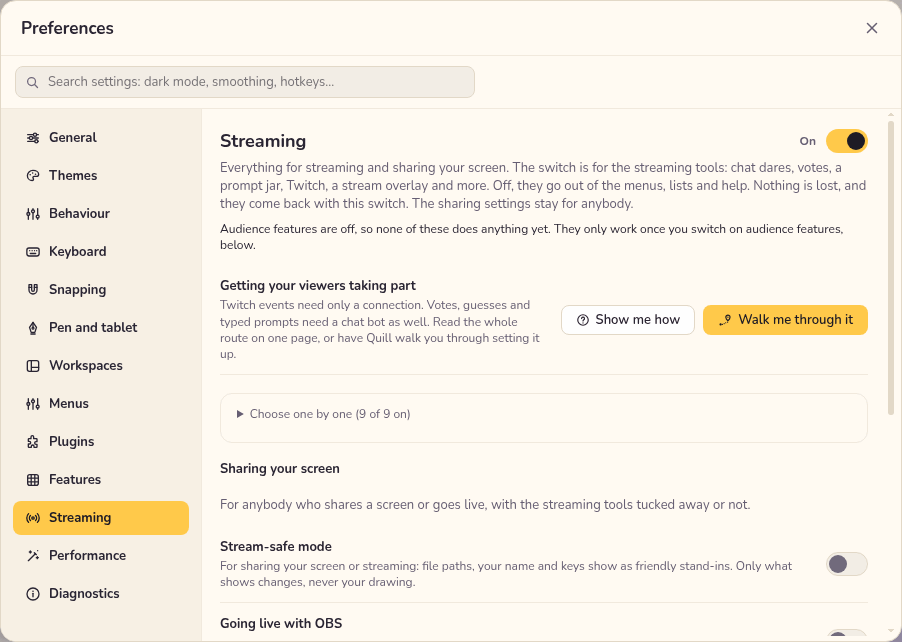 Preferences
Search settings: dark mode, smoothing, hotkeys...
General
Themes
Behaviour
Keyboard
Snapping
Pen and tablet
Workspaces
Menus
Plugins
Features
Streaming
Performance
Diagnostics
Streaming
On
Everything for streaming and sharing your screen. The switch is for the streaming tools: chat dares, votes, a
prompt jar, Twitch, a stream overlay and more. Off, they go out of the menus, lists and help. Nothing is lost, and
they come back with this switch. The sharing settings stay for anybody.
Audience features are off, so none of these does anything yet. They only work once you switch on audience features,
below.
Getting your viewers taking part
Twitch events need only a connection. Votes, guesses and
typed prompts need a chat bot as well. Read the whole
route on one page, or have Quill walk you through setting it
up.
Show me how
Walk me through it
Choose one by one (9 of 9 on)
Sharing your screen
For anybody who shares a screen or goes live, with the streaming tools tucked away or not.
Stream-safe mode
For sharing your screen or streaming: file paths, your name and keys show as friendly stand-ins. Only what
shows changes, never your drawing.
Going live with OBS